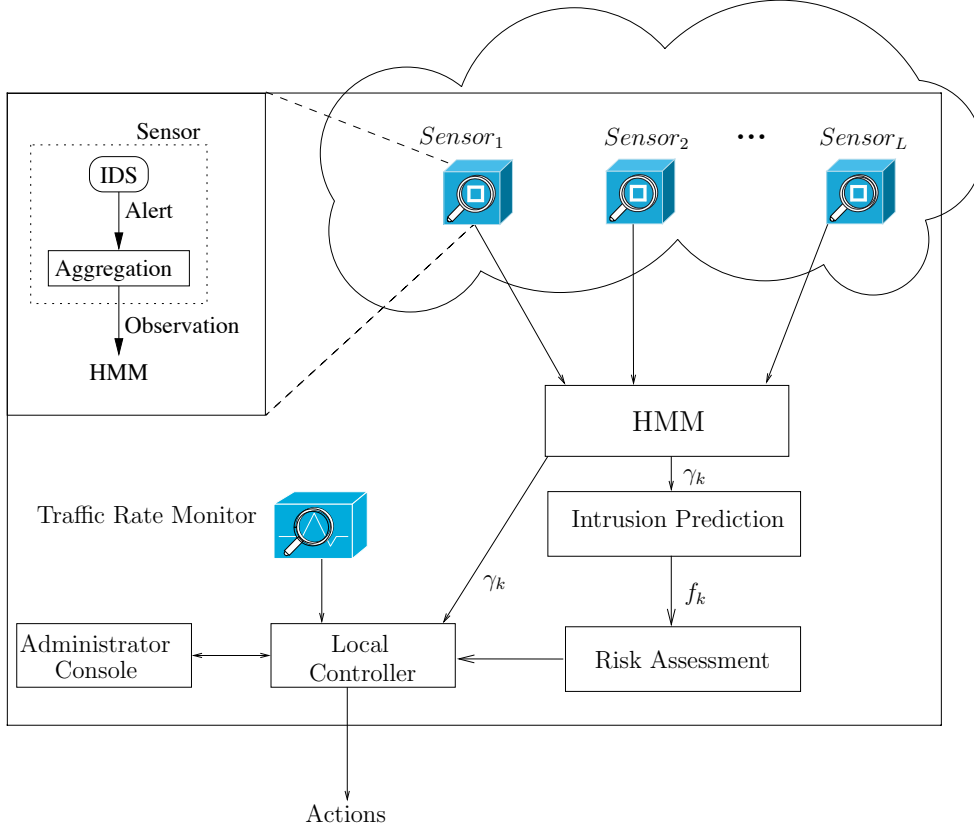 Sensor
IDS
Alert
Aggregation
Observation
HMM
Sensor₁
Sensor₂
•••
Sensor_L
HMM
γₖ
Intrusion Prediction
Traffic Rate Monitor
γₖ
fₖ
Administrator
Console
Local
Controller
Risk Assessment
Actions